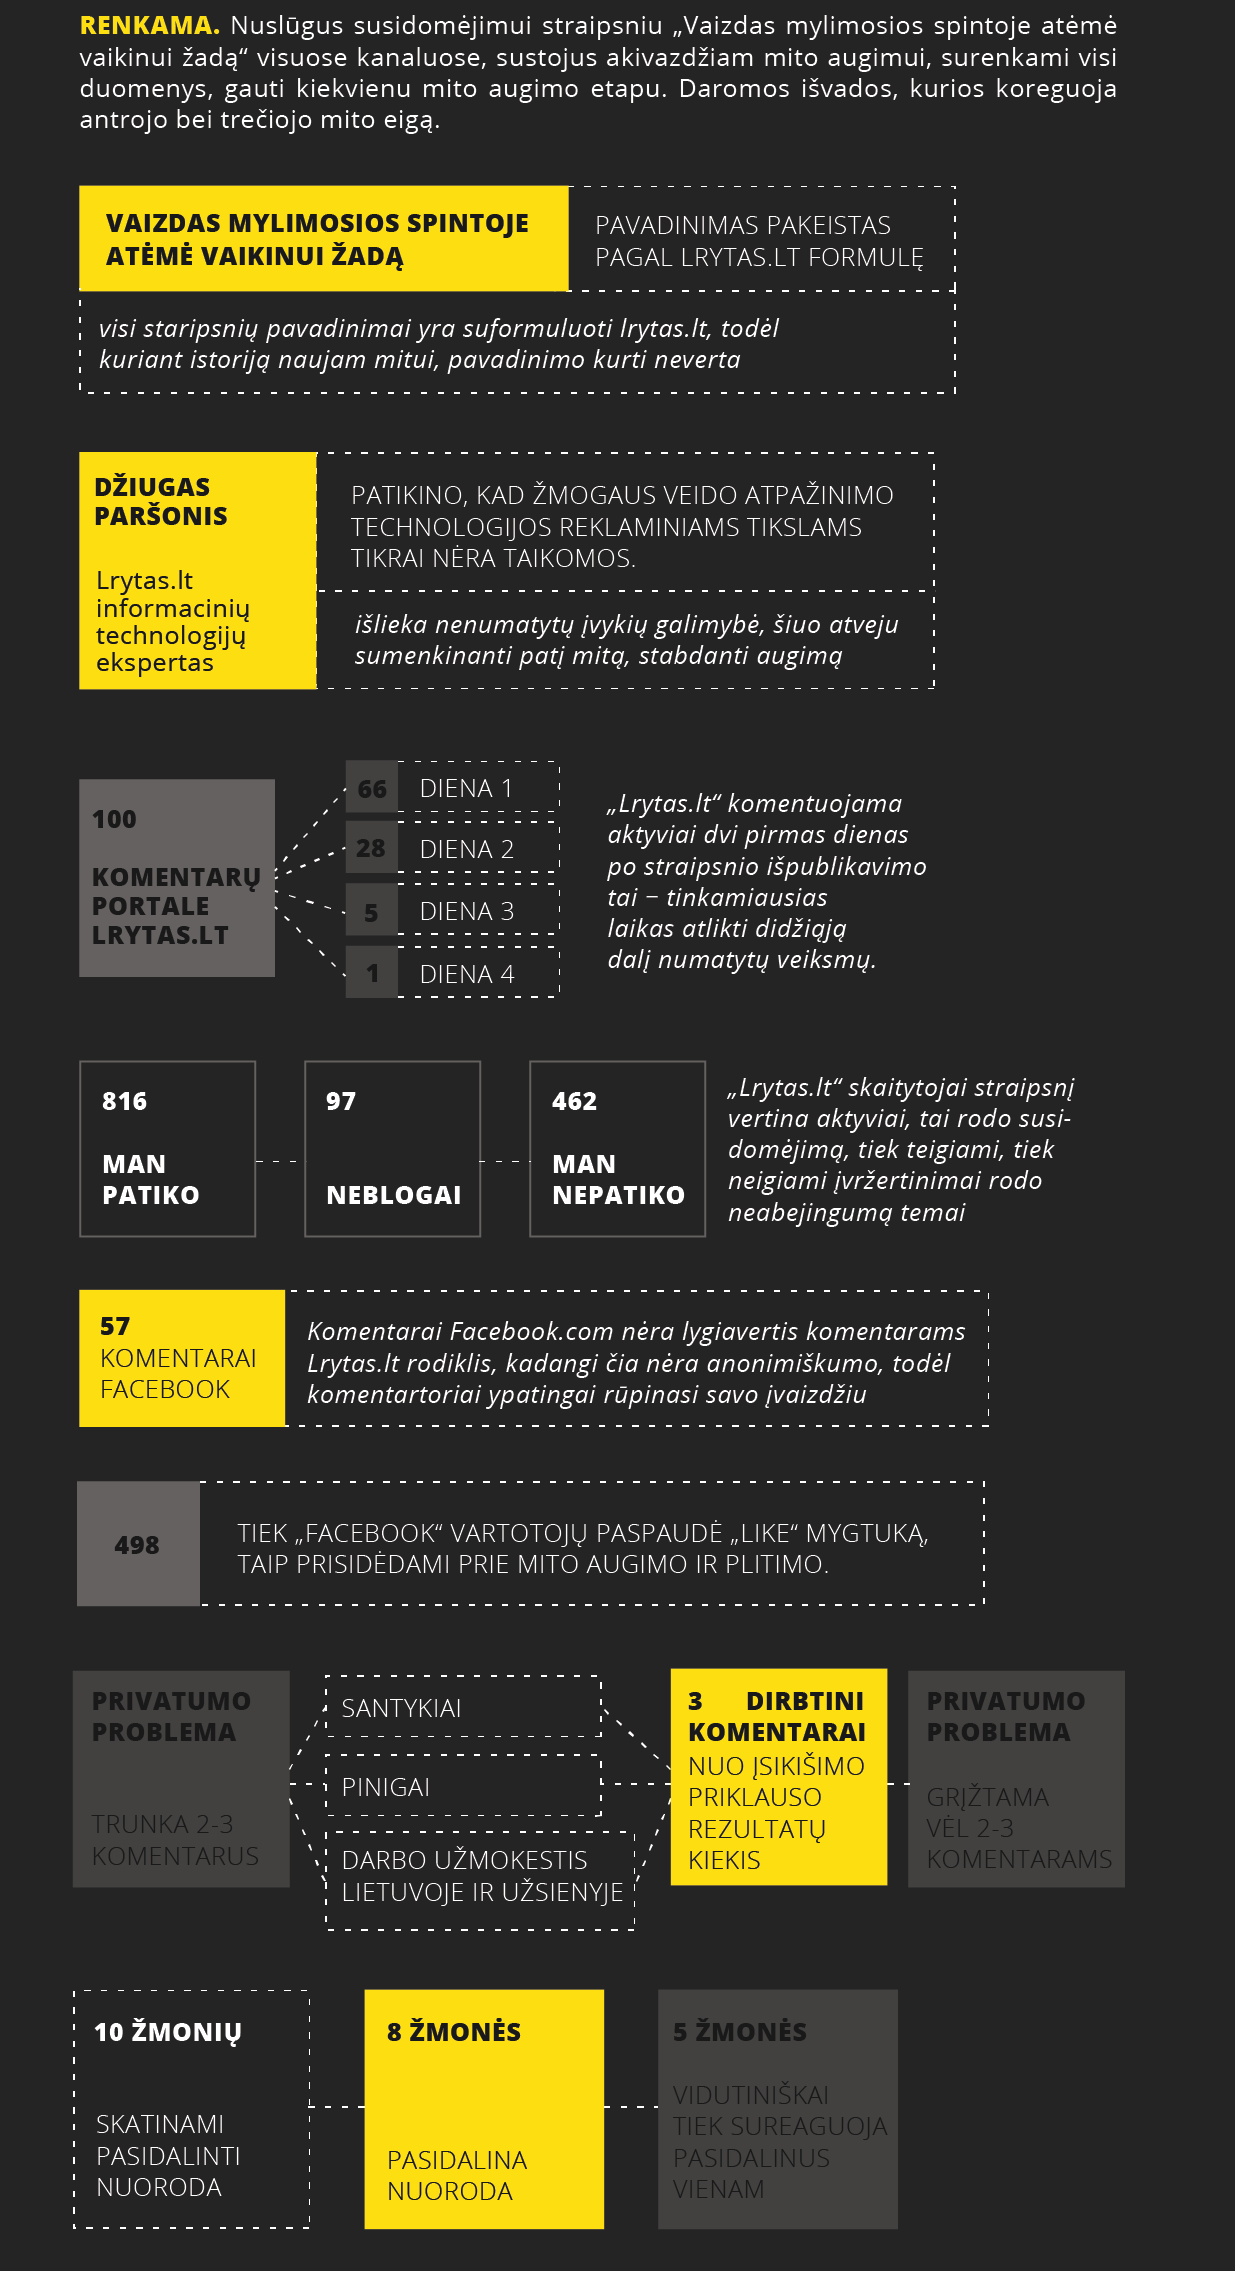 RENKAMA. Nuslūgus susidomėjimui straipsniu „Vaizdas mylimosios spintoje atėmė
vaikinui žadą“ visuose kanaluose, sustojus akivazdžiam mito augimui, surenkami visi
duomenys, gauti kiekvienu mito augimo etapu. Daromos išvados, kurios koreguoja
antrojo bei trečiojo mito eigą.
VAIZDAS MYLIMOSIOS SPINTOJE
ATĖMĖ VAIKINUI ŽADĄ
PAVADINIMAS PAKEISTAS
PAGAL LRYTAS.LT FORMULĘ
visi staripsnių pavadinimai yra suformuluoti lrytas.lt, todėl
kuriant istoriją naujam mitui, pavadinimo kurti neverta
DŽIUGAS
PARŠONIS
Lrytas.lt
informacinių
technologijų
ekspertas
PATIKINO, KAD ŽMOGAUS VEIDO ATPAŽINIMO
TECHNOLOGIJOS REKLAMINIAMS TIKSLAMS
TIKRAI NĖRA TAIKOMOS.
išlieka nenumatytų įvykių galimybė, šiuo atveju
sumenkinanti patį mitą, stabdanti augimą
100
KOMENTARŲ
PORTALE
LRYTAS.LT
66 DIENA 1
28 DIENA 2
5 DIENA 3
1 DIENA 4
„Lrytas.lt“ komentuojama
aktyviai dvi pirmas dienas
po straipsnio išpublikavimo
tai – tinkamiausias
laikas atlikti didžiąją
dalį numatytų veiksmų.
816
MAN
PATIKO
97
NEBLOGAI
462
MAN
NEPATIKO
„Lrytas.lt“ skaitytojai straipsnį
vertina aktyviai, tai rodo susi-
domėjimą, tiek teigiami, tiek
neigiami įvržertinimai rodo
neabejingumą temai
57
KOMENTARAI
FACEBOOK
Komentarai Facebook.com nėra lygiavertis komentarams
Lrytas.lt rodiklis, kadangi čia nėra anonimiškumo, todėl
komentartoriai ypatingai rūpinasi savo įvaizdžiu
498
TIEK „FACEBOOK“ VARTOTOJŲ PASPAUDĖ „LIKE“ MYGTUKĄ,
TAIP PRISIDĖDAMI PRIE MITO AUGIMO IR PLITIMO.
PRIVATUMO
PROBLEMA
TRUNKA 2-3
KOMENTARUS
SANTYKIAI
PINIGAI
DARBO UŽMOKESTIS
LIETUVOJE IR UŽSIENYJE
3 DIRBTINI
KOMENTARAI
NUO ĮSIKIŠIMO
PRIKLAUSO
REZULTATŲ
KIEKIS
PRIVATUMO
PROBLEMA
GRĮŽTAMA
VĖL 2-3
KOMENTARAMS
10 ŽMONIŲ
SKATINAMI
PASIDALINTI
NUORODA
8 ŽMONĖS
PASIDALINA
NUORODA
5 ŽMONĖS
VIDUTINIŠKAI
TIEK SUREAGUOJA
PASIDALINUS
VIENAM